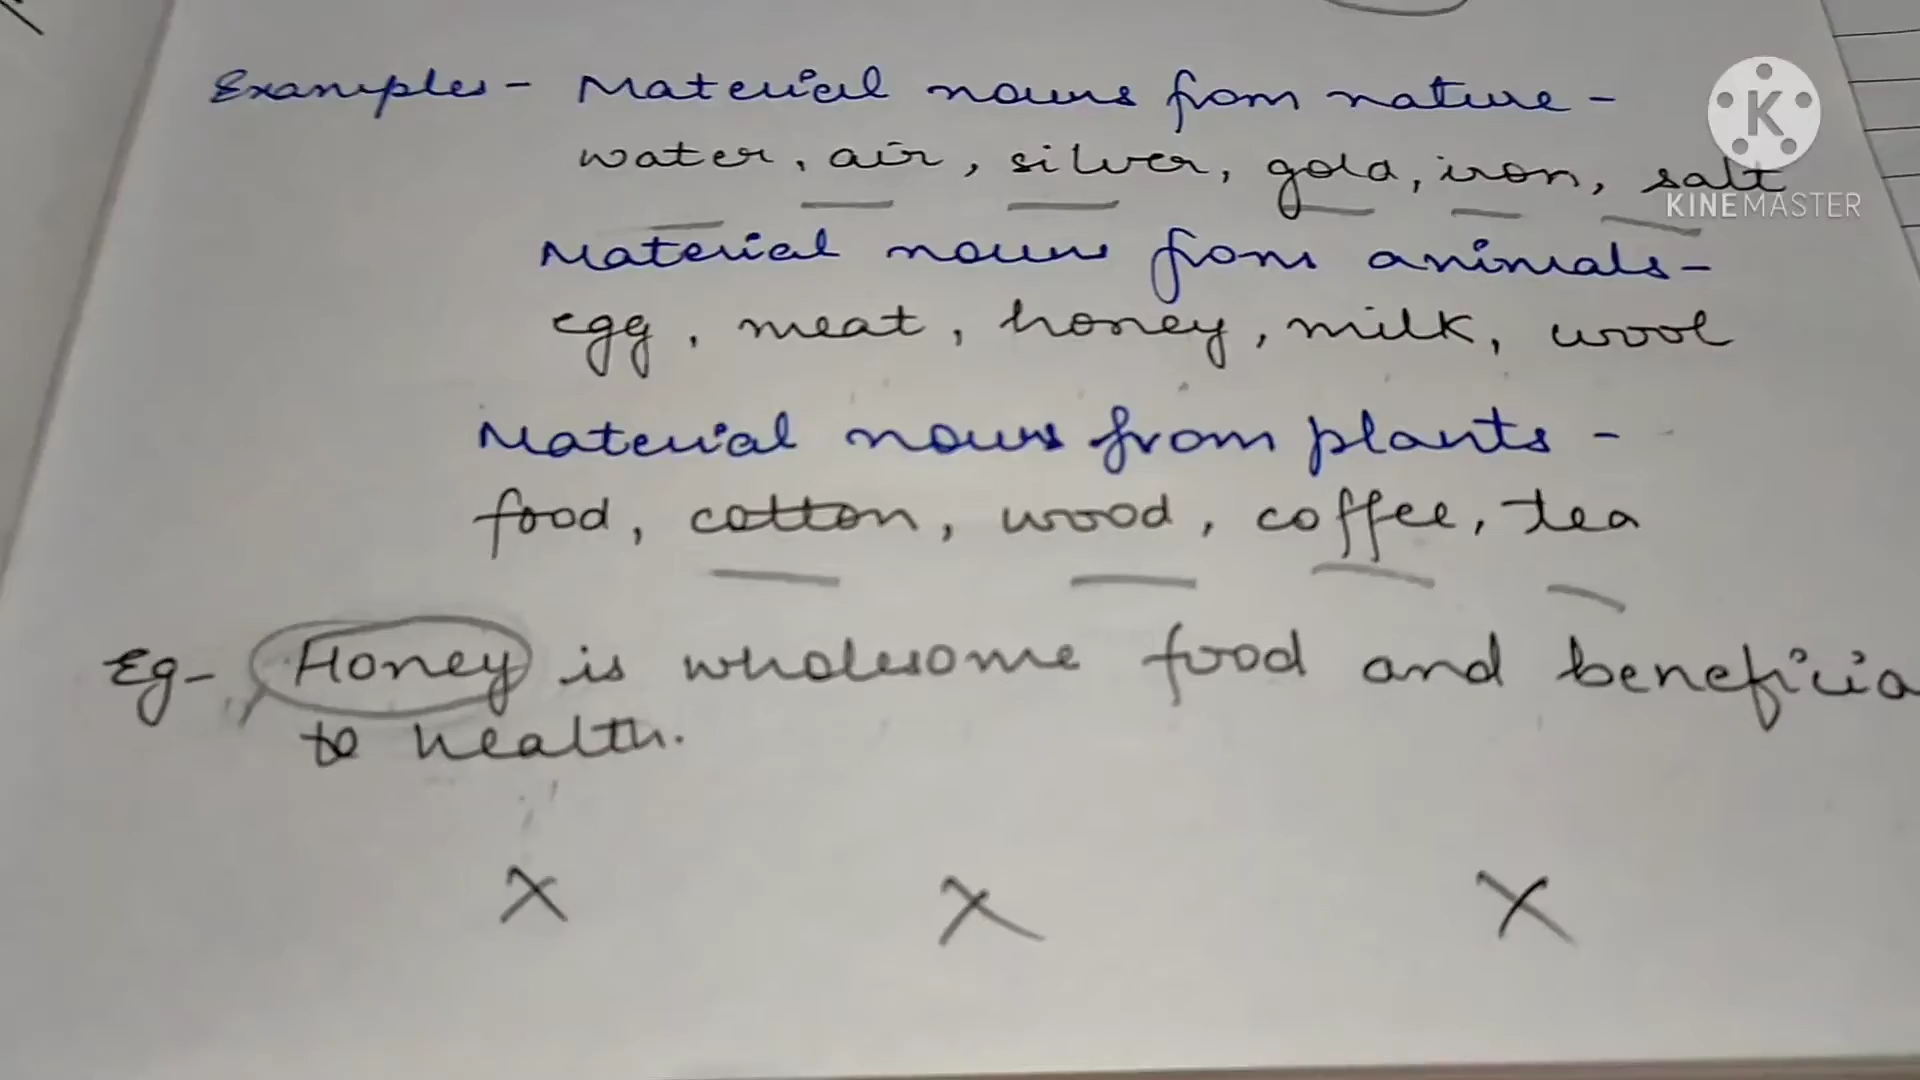 Examples - Material nouns from nature -
water, air, silver, gold, iron, salt
Material nouns from animals -
egg, meat, honey, milk, wool
Material nouns from plants -
food, cotton, wood, coffee, tea
Eg- Honey is wholesome food and beneficia
to health.
X X X
K
KINEMASTER